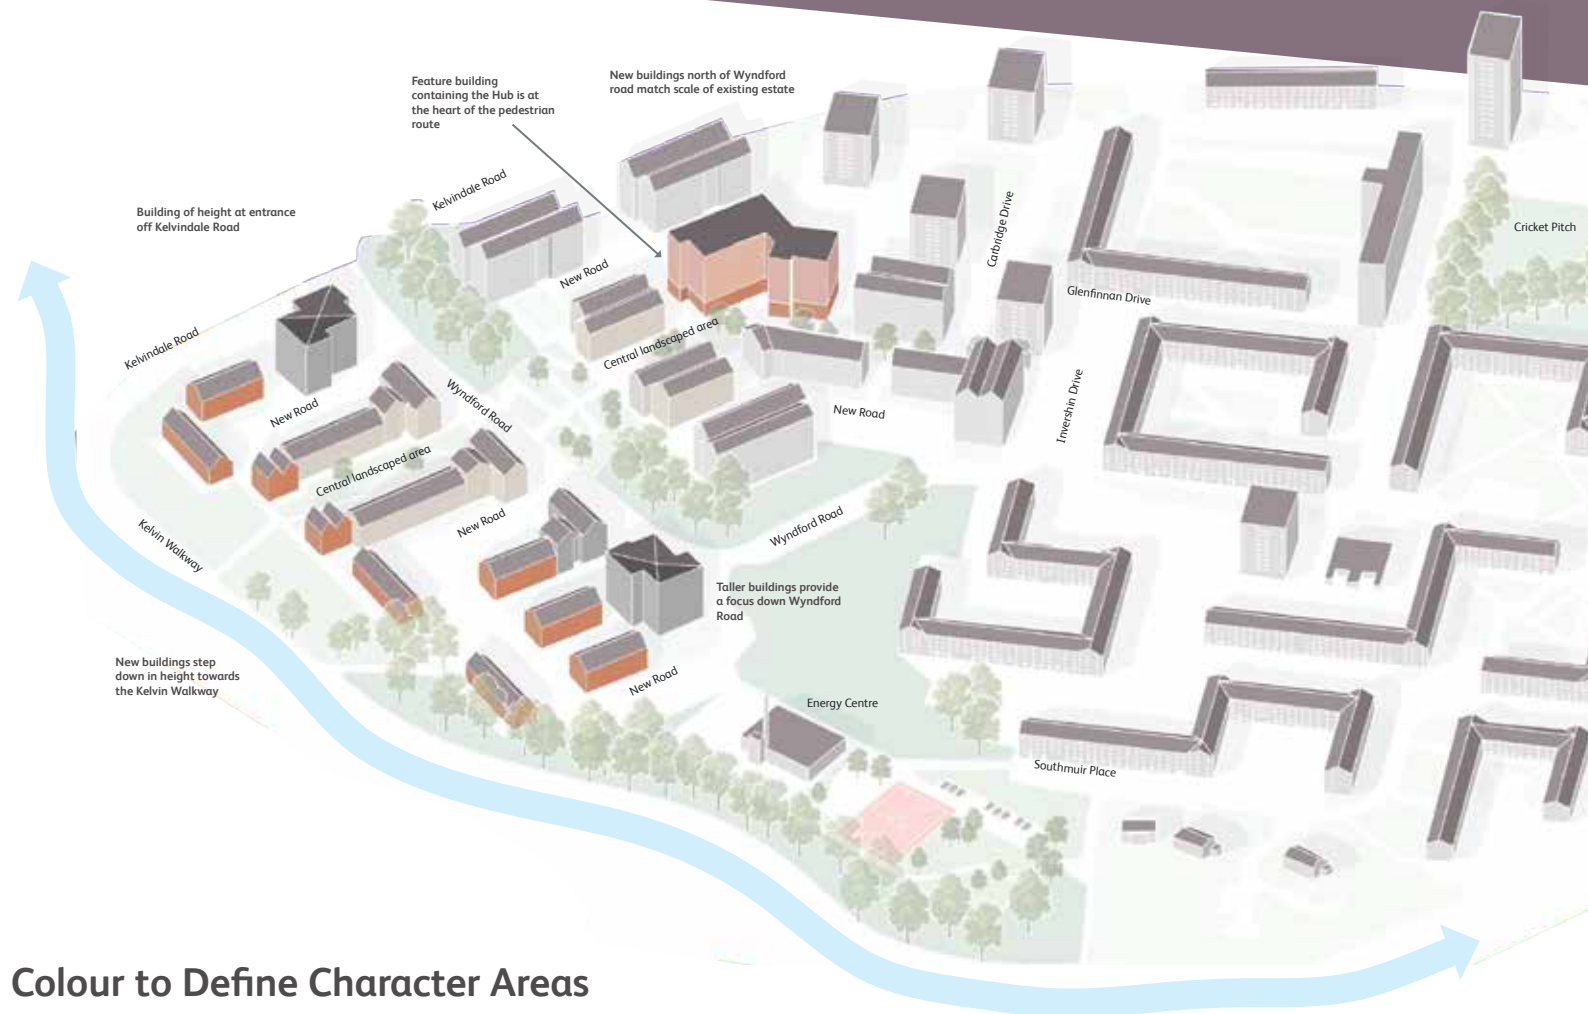 Feature building
containing the Hub is at
the heart of the pedestrian
route
New buildings north of Wyndford
road match scale of existing estate
Building of height at entrance
off Kelvindale Road
Kelvindale Road
Carbridge Drive
Cricket Pitch
New Road
Glenfinnan Drive
Kelvindale Road
Central landscaped area
Wyndford Road
New Road
New Road
Invershin Drive
Central landscaped area
New Road
Wyndford Road
Kelvin Walkway
Taller buildings provide
a focus down Wyndford
Road
New buildings step
down in height towards
the Kelvin Walkway
New Road
Energy Centre
Southmuir Place
Colour to Define Character Areas